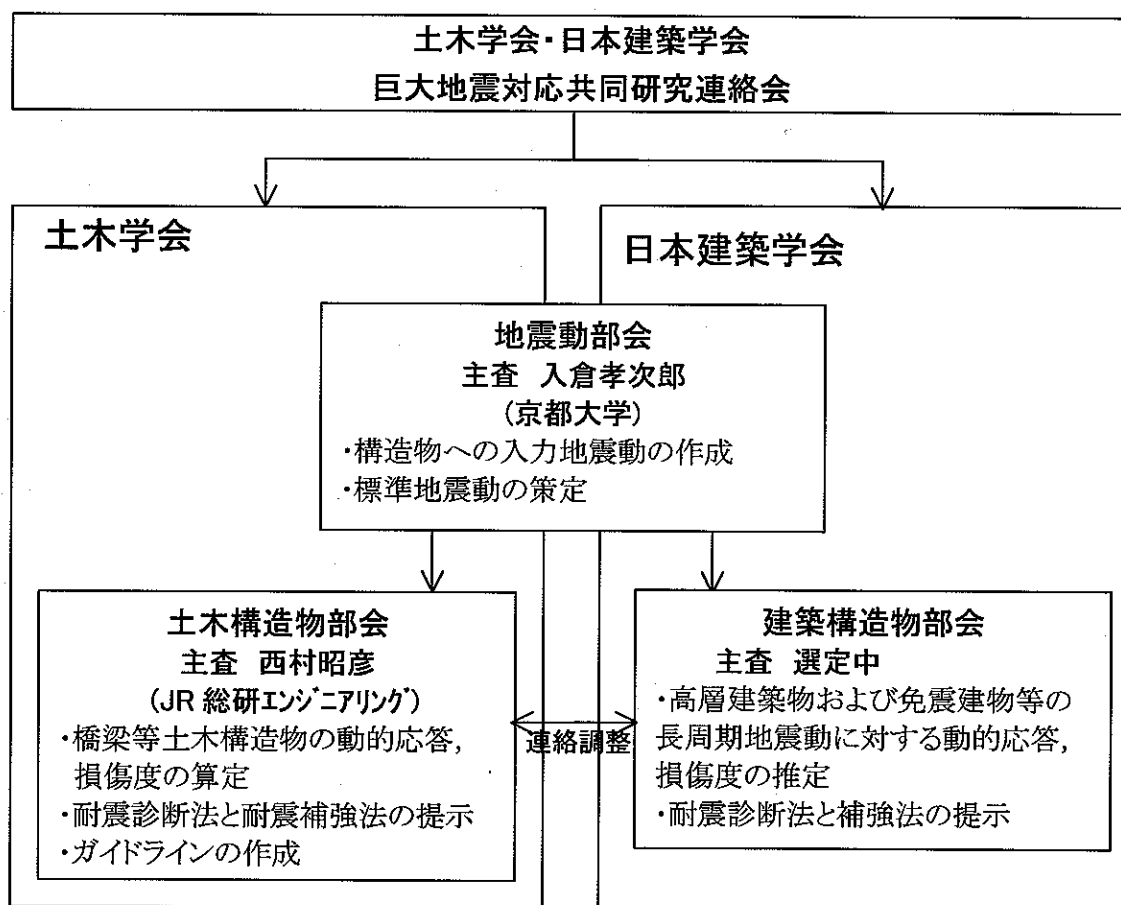 土木学会・日本建築学会
巨大地震対応共同研究連絡会
土木学会
日本建築学会
地震動部会
主査 入倉孝次郎
(京都大学)
・構造物への入力地震動の作成
・標準地震動の策定
土木構造物部会
主査 西村昭彦
(JR 総研エンジニアリング)
・橋梁等土木構造物の動的応答,
損傷度の算定
・耐震診断法と耐震補強法の提示
・ガイドラインの作成
連絡調整
建築構造物部会
主査 選定中
・高層建築物および免震建物等の
長周期地震動に対する動的応答,
損傷度の推定
・耐震診断法と補強法の提示